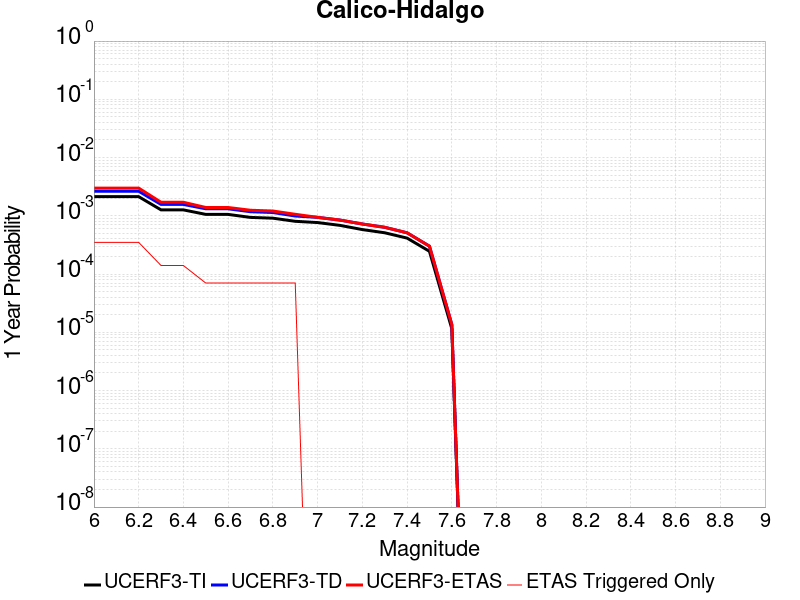 Calico-Hidalgo
10^0
10^-1
10^-2
10^-3
10^-4
10^-5
10^-6
10^-7
10^-8
1 Year Probability
6 6.2 6.4 6.6 6.8 7 7.2 7.4 7.6 7.8 8 8.2 8.4 8.6 8.8 9
Magnitude
UCERF3-TI UCERF3-TD UCERF3-ETAS ETAS Triggered Only